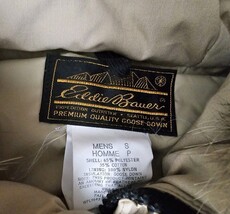 Eddie Bauer
EXPEDITION OUTFITTER • SEATTLE, U.S.A.
PREMIUM QUALITY GOOSE DOWN
MENS S
HOMME P
SHELL: 65% POLYESTER
35% COTTON
LINING: 100% NYLON